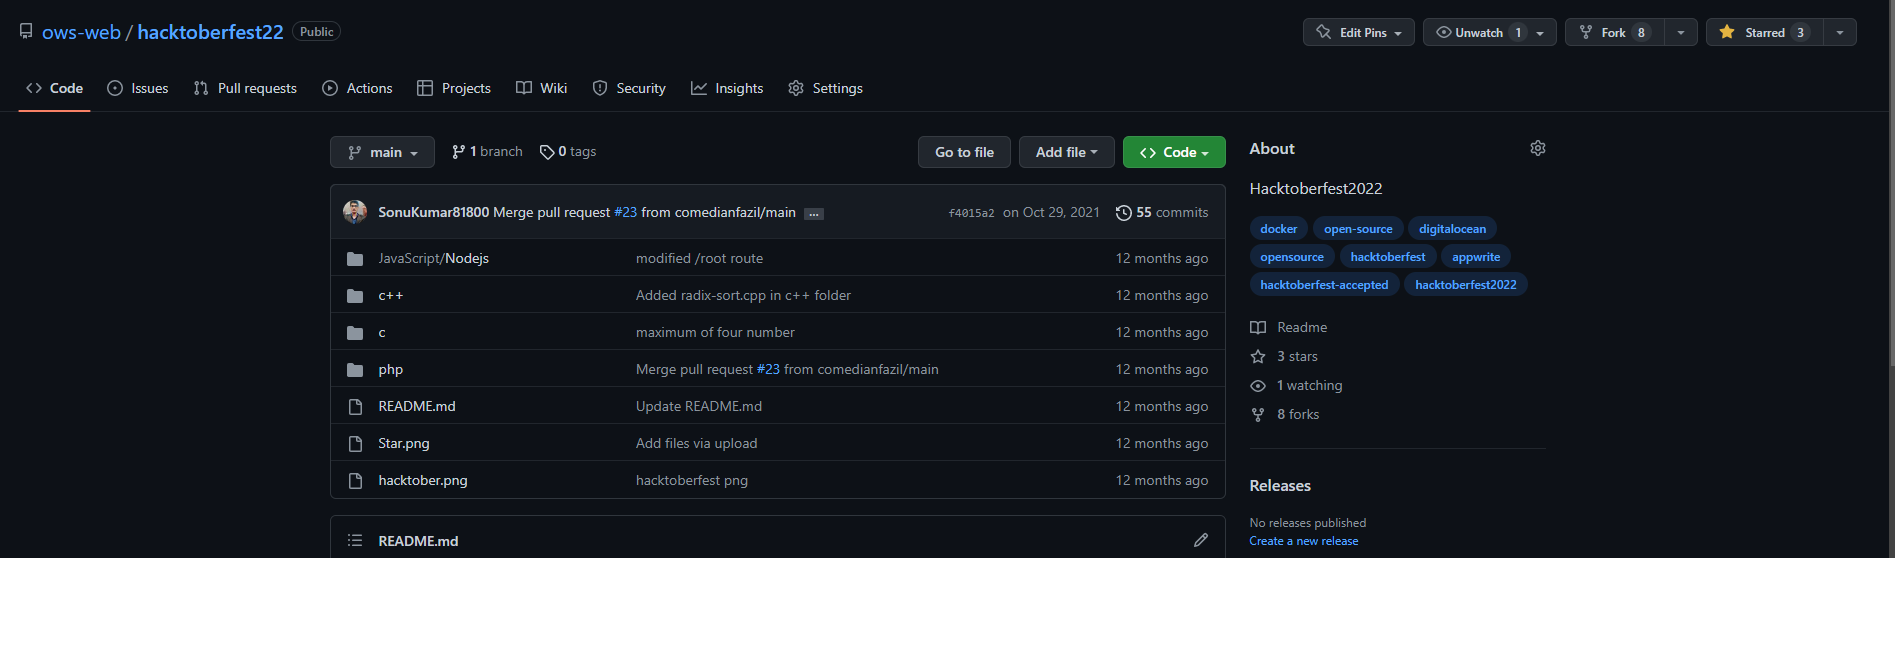 ows-web / hacktoberfest22 Public
Edit Pins Unwatch 1 Fork 8 Starred 3
Code Issues Pull requests Actions Projects Wiki Security Insights Settings
main 1 branch 0 tags Go to file Add file Code
SonuKumar81800 Merge pull request #23 from comedianfazil/main ... f4015a2 on Oct 29, 2021 55 commits
JavaScript/Nodejs modified /root route 12 months ago
c++ Added radix-sort.cpp in c++ folder 12 months ago
c maximum of four number 12 months ago
php Merge pull request #23 from comedianfazil/main 12 months ago
README.md Update README.md 12 months ago
Star.png Add files via upload 12 months ago
hacktober.png hacktoberfest png 12 months ago
README.md
About
Hacktoberfest2022
docker open-source digitalocean
opensource hacktoberfest appwrite
hacktoberfest-accepted hacktoberfest2022
Readme
3 stars
1 watching
8 forks
Releases
No releases published
Create a new release